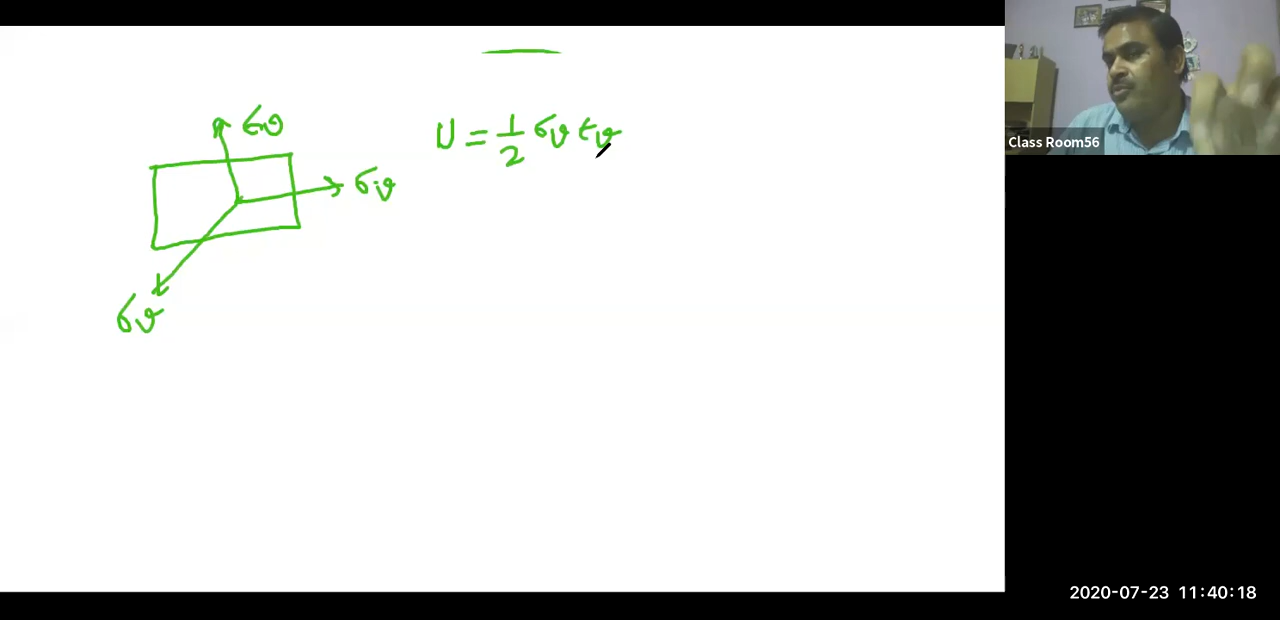 σv
U = 1/2 σv εv
σv
σv
Class Room56
2020-07-23 11:40:18